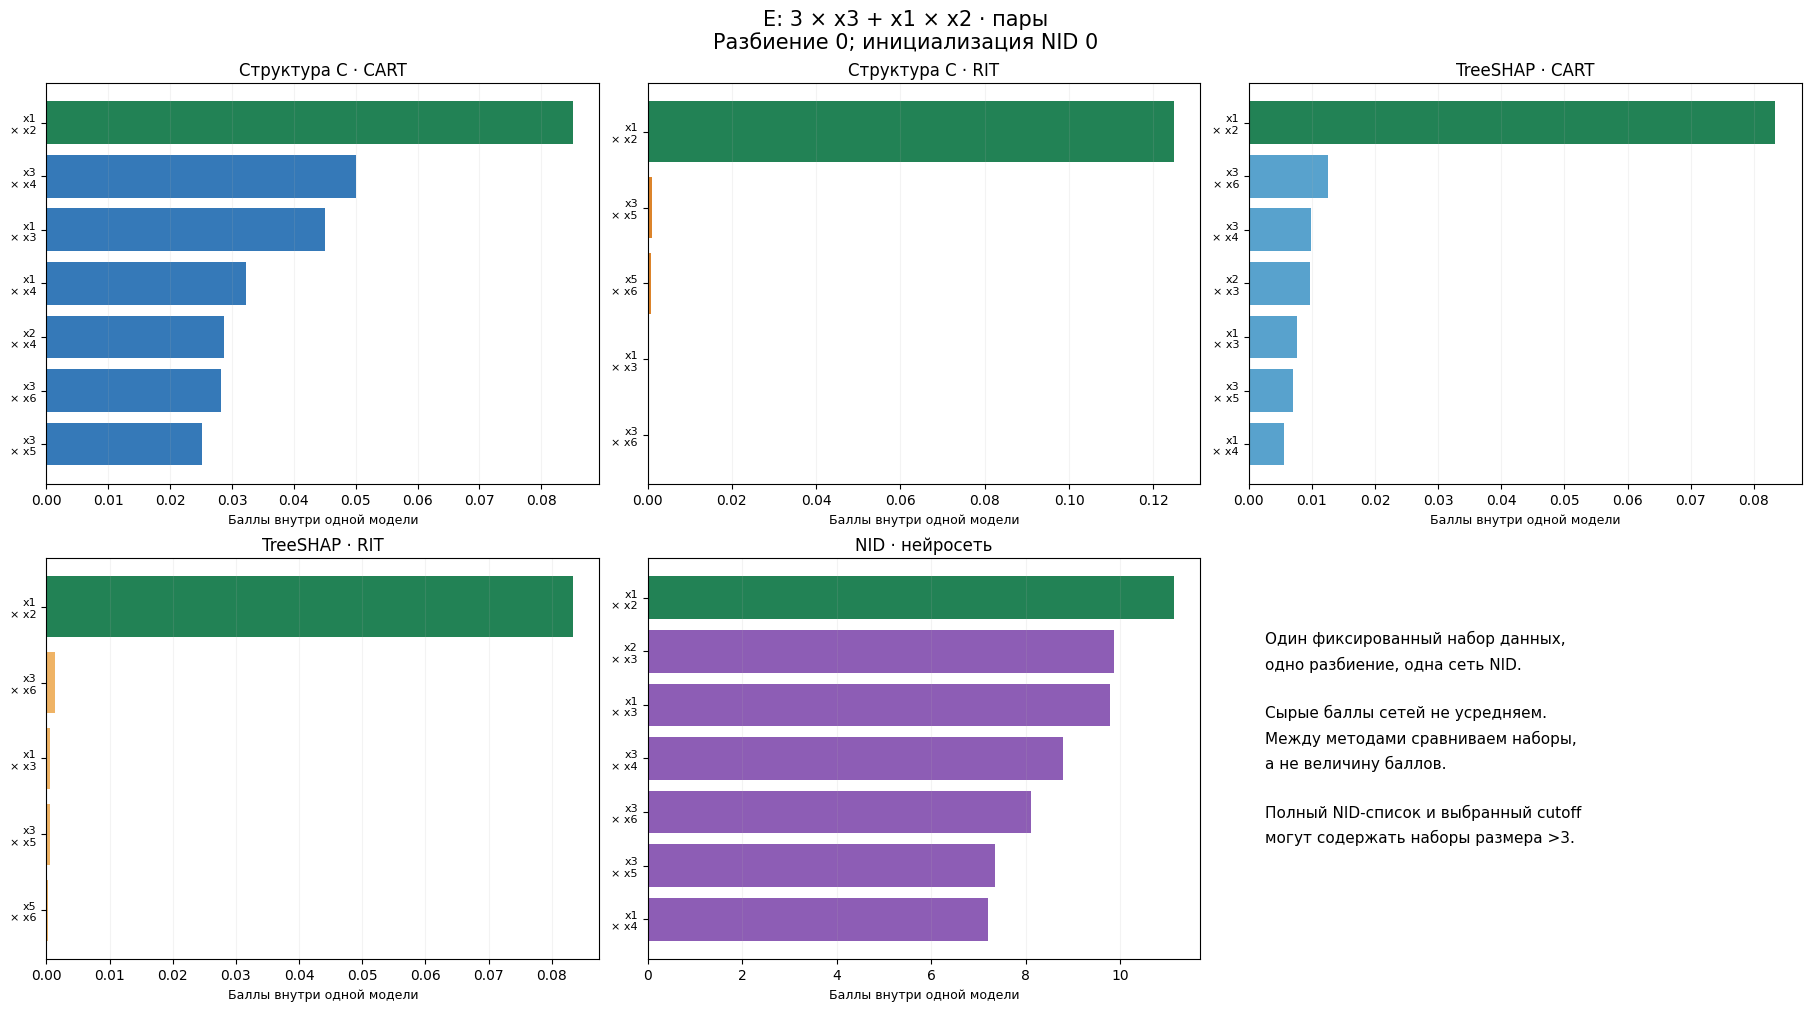 E: 3 × x3 + x1 × x2 · пары
Разбиение 0; инициализация NID 0
Структура C · CART
x1
× x2
x3
× x4
x1
× x3
x1
× x4
x2
× x4
x3
× x6
x3
× x5
0.00 0.01 0.02 0.03 0.04 0.05 0.06 0.07 0.08
Баллы внутри одной модели
Структура C · RIT
x1
× x2
x3
× x5
x5
× x6
x1
× x3
x3
× x6
0.00 0.02 0.04 0.06 0.08 0.10 0.12
Баллы внутри одной модели
TreeSHAP · CART
x1
× x2
x3
× x6
x3
× x4
x2
× x3
x1
× x3
x3
× x5
x1
× x4
0.00 0.01 0.02 0.03 0.04 0.05 0.06 0.07 0.08
Баллы внутри одной модели
TreeSHAP · RIT
x1
× x2
x3
× x6
x1
× x3
x3
× x5
x5
× x6
0.00 0.01 0.02 0.03 0.04 0.05 0.06 0.07 0.08
Баллы внутри одной модели
NID · нейросеть
x1
× x2
x2
× x3
x1
× x3
x3
× x4
x3
× x6
x3
× x5
x1
× x4
0 2 4 6 8 10
Баллы внутри одной модели
Один фиксированный набор данных,
одно разбиение, одна сеть NID.
Сырые баллы сетей не усредняем.
Между методами сравниваем наборы,
а не величину баллов.
Полный NID-список и выбранный cutoff
могут содержать наборы размера >3.